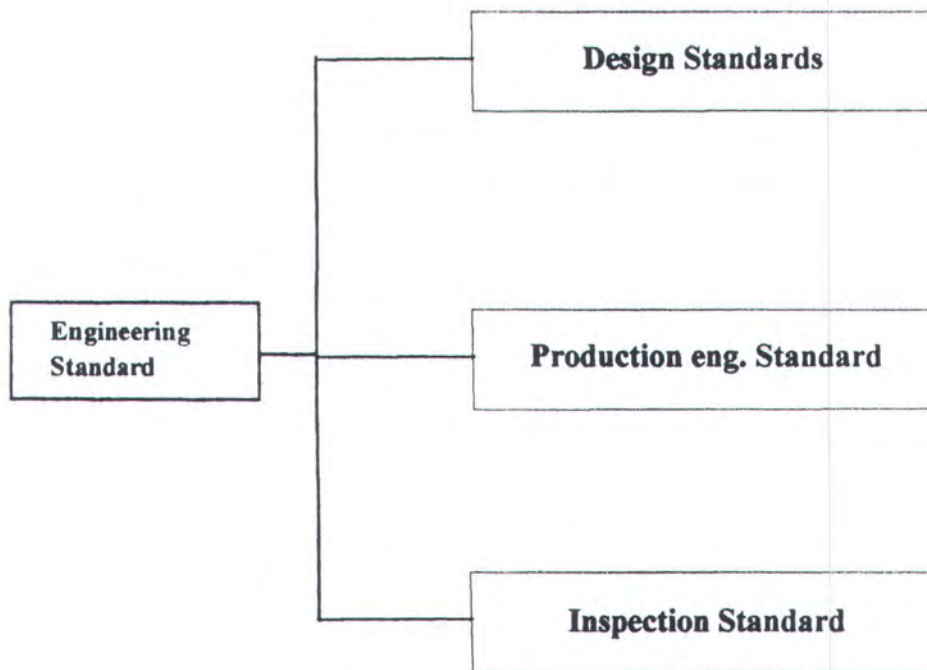 Design Standards
Engineering
Standard
Production eng. Standard
Inspection Standard